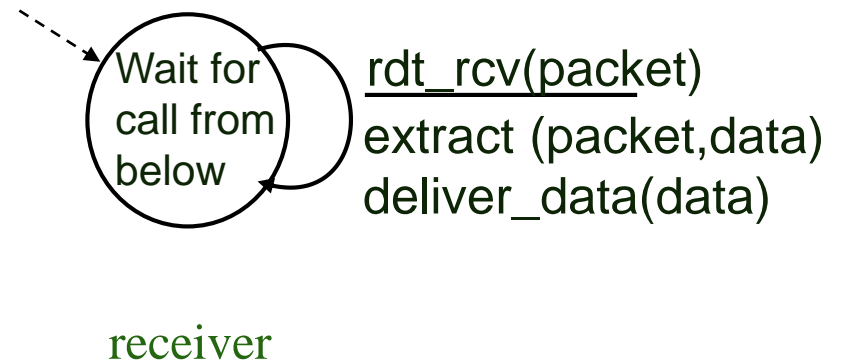 Wait for
call from
below
rdt_rcv(packet)
extract (packet,data)
deliver_data(data)
receiver